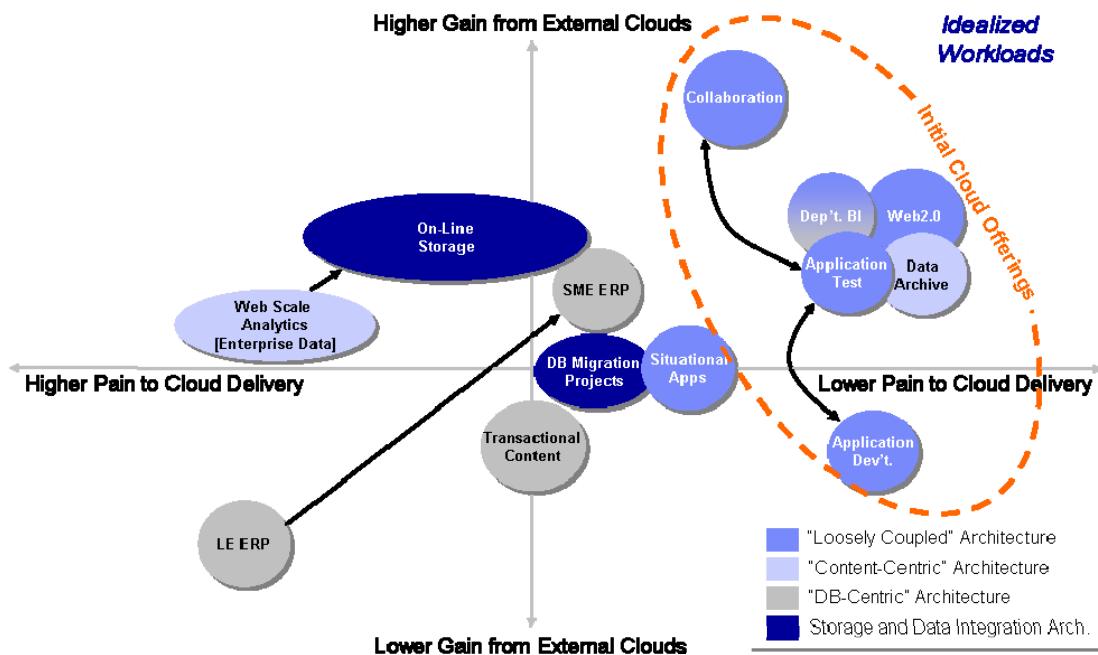 Higher Gain from External Clouds
Idealized
Workloads
Collaboration
Initial Cloud Offerings
Dep't. BI
Web2.0
On-Line
Storage
Application
Test
Data
Archive
SME ERP
Web Scale
Analytics
[Enterprise Data]
DB Migration
Projects
Situational
Apps
Higher Pain to Cloud Delivery
Lower Pain to Cloud Delivery
Transactional
Content
Application
Dev't.
LE ERP
"Loosely Coupled" Architecture
"Content-Centric" Architecture
"DB-Centric" Architecture
Storage and Data Integration Arch.
Lower Gain from External Clouds